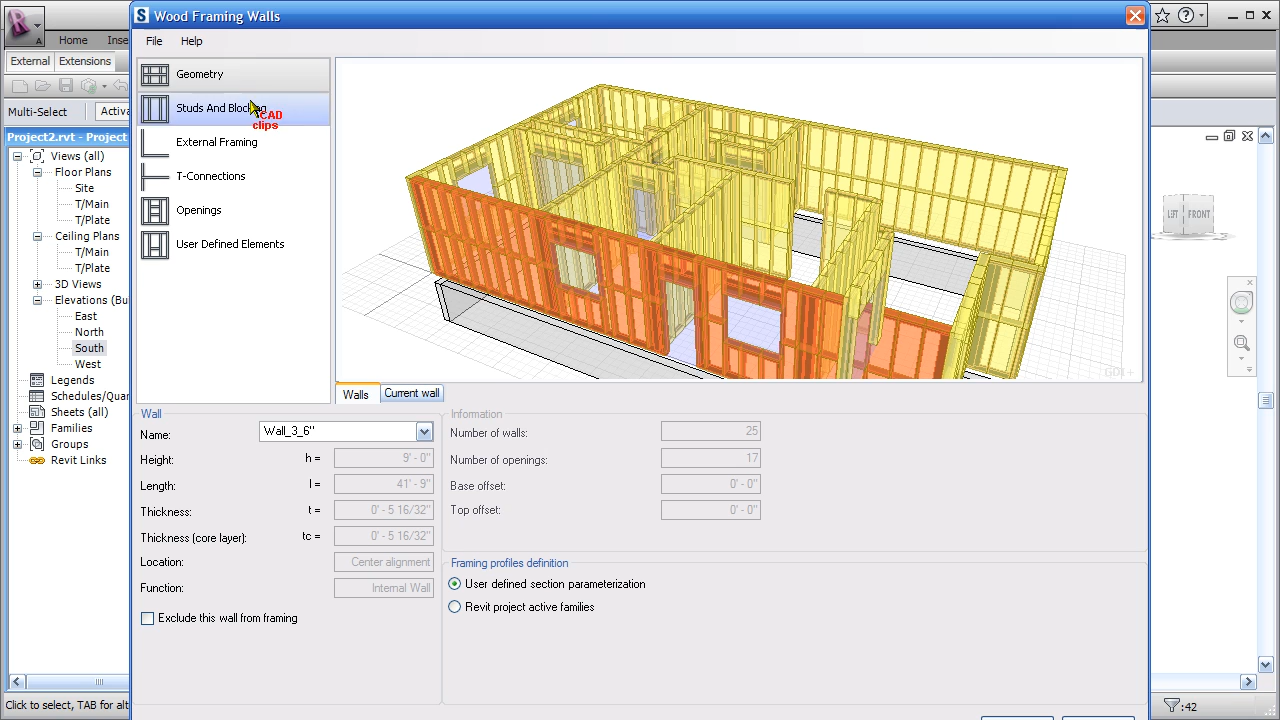 Wood Framing Walls
File
Help
Home
Inse
External
Extensions
Multi-Select
Activa
Project2.rvt - Project
Views (all)
Floor Plans
Site
T/Main
T/Plate
Ceiling Plans
T/Main
T/Plate
3D Views
Elevations (Bu
East
North
South
West
Legends
Schedules/Quan
Sheets (all)
Families
Groups
Revit Links
Click to select, TAB for alt
Geometry
Studs And Blocking
CAD
clips
External Framing
T-Connections
Openings
User Defined Elements
GDI+
LEFT
FRONT
Walls
Current wall
Wall
Name:
Wall_3_6"
Height:
h =
9' - 0"
Length:
l =
41' - 9"
Thickness:
t =
0' - 5 16/32"
Thickness (core layer):
tc =
0' - 5 16/32"
Location:
Center alignment
Function:
Internal Wall
Exclude this wall from framing
Information
Number of walls:
25
Number of openings:
17
Base offset:
0' - 0"
Top offset:
0' - 0"
Framing profiles definition
User defined section parameterization
Revit project active families
:42